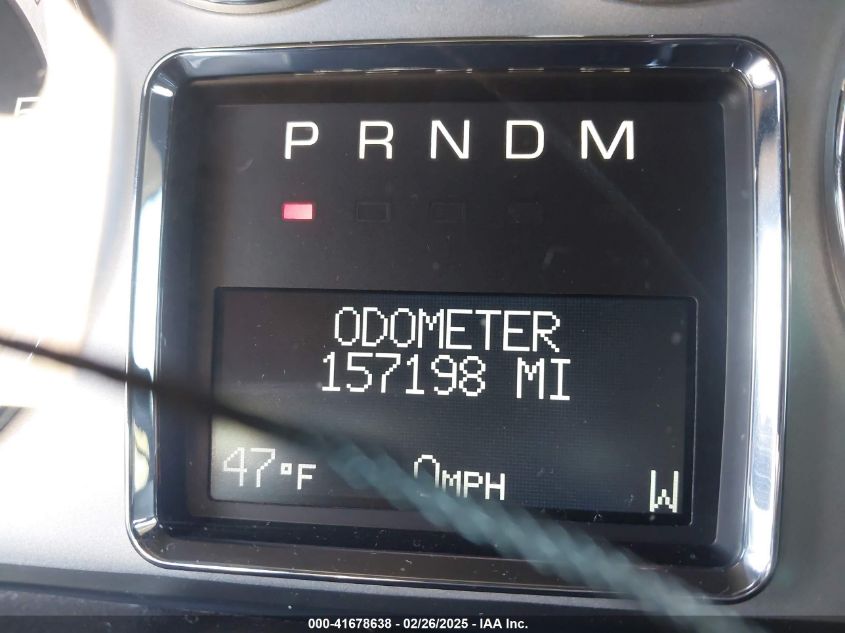 P R N D M
ODOMETER
157198 MI
47°F 0MPH W
000-41678638 - 02/26/2025 - IAA Inc.